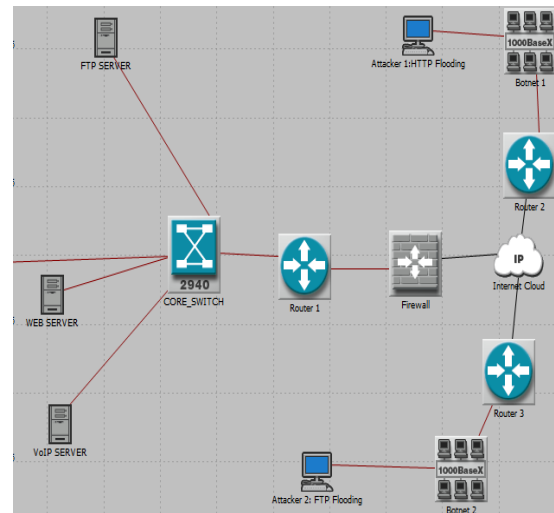 FTP SERVER
Attacker 1:HTTP Flooding
1000BaseX
Botnet 1
Router 2
2940
CORE_SWITCH
Router 1
Firewall
IP
Internet Cloud
WEB SERVER
Router 3
VoIP SERVER
1000BaseX
Attacker 2: FTP Flooding
Botnet 2